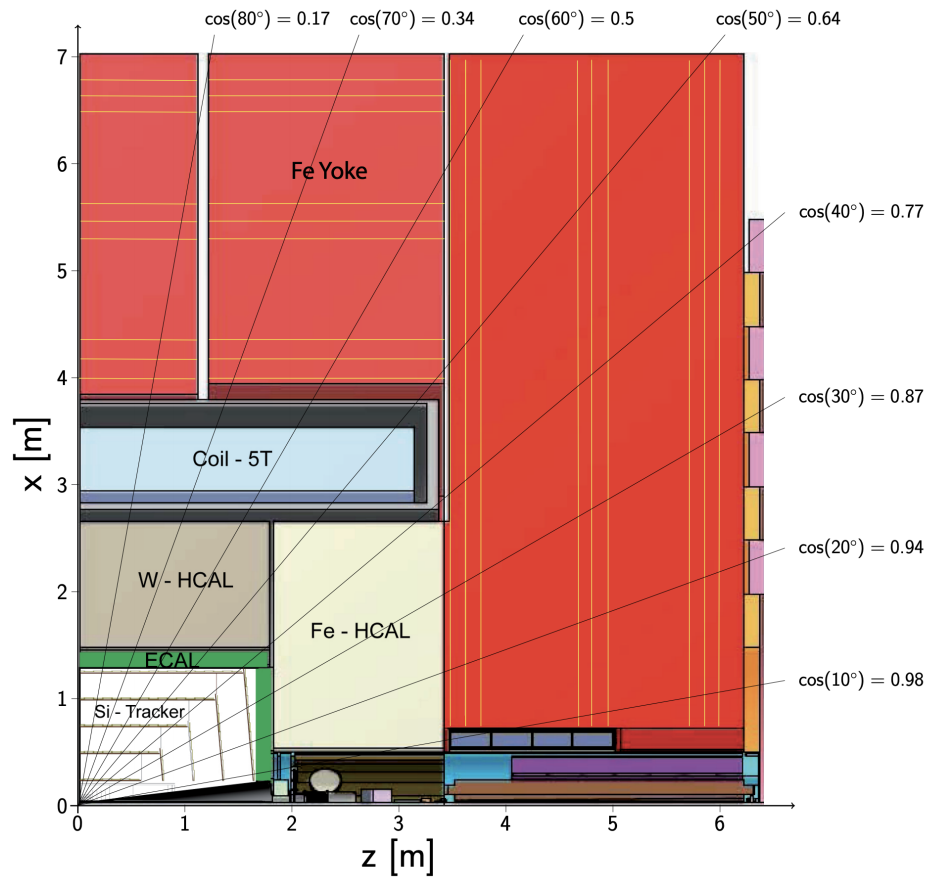 cos(80°) = 0.17
cos(70°) = 0.34
cos(60°) = 0.5
cos(50°) = 0.64
7
Fe Yoke
6
cos(40°) = 0.77
5
4
cos(30°) = 0.87
x [m]
Coil - 5T
3
cos(20°) = 0.94
W - HCAL
2
Fe - HCAL
ECAL
cos(10°) = 0.98
1
Si - Tracker
0
0 1 2 3 4 5 6
z [m]